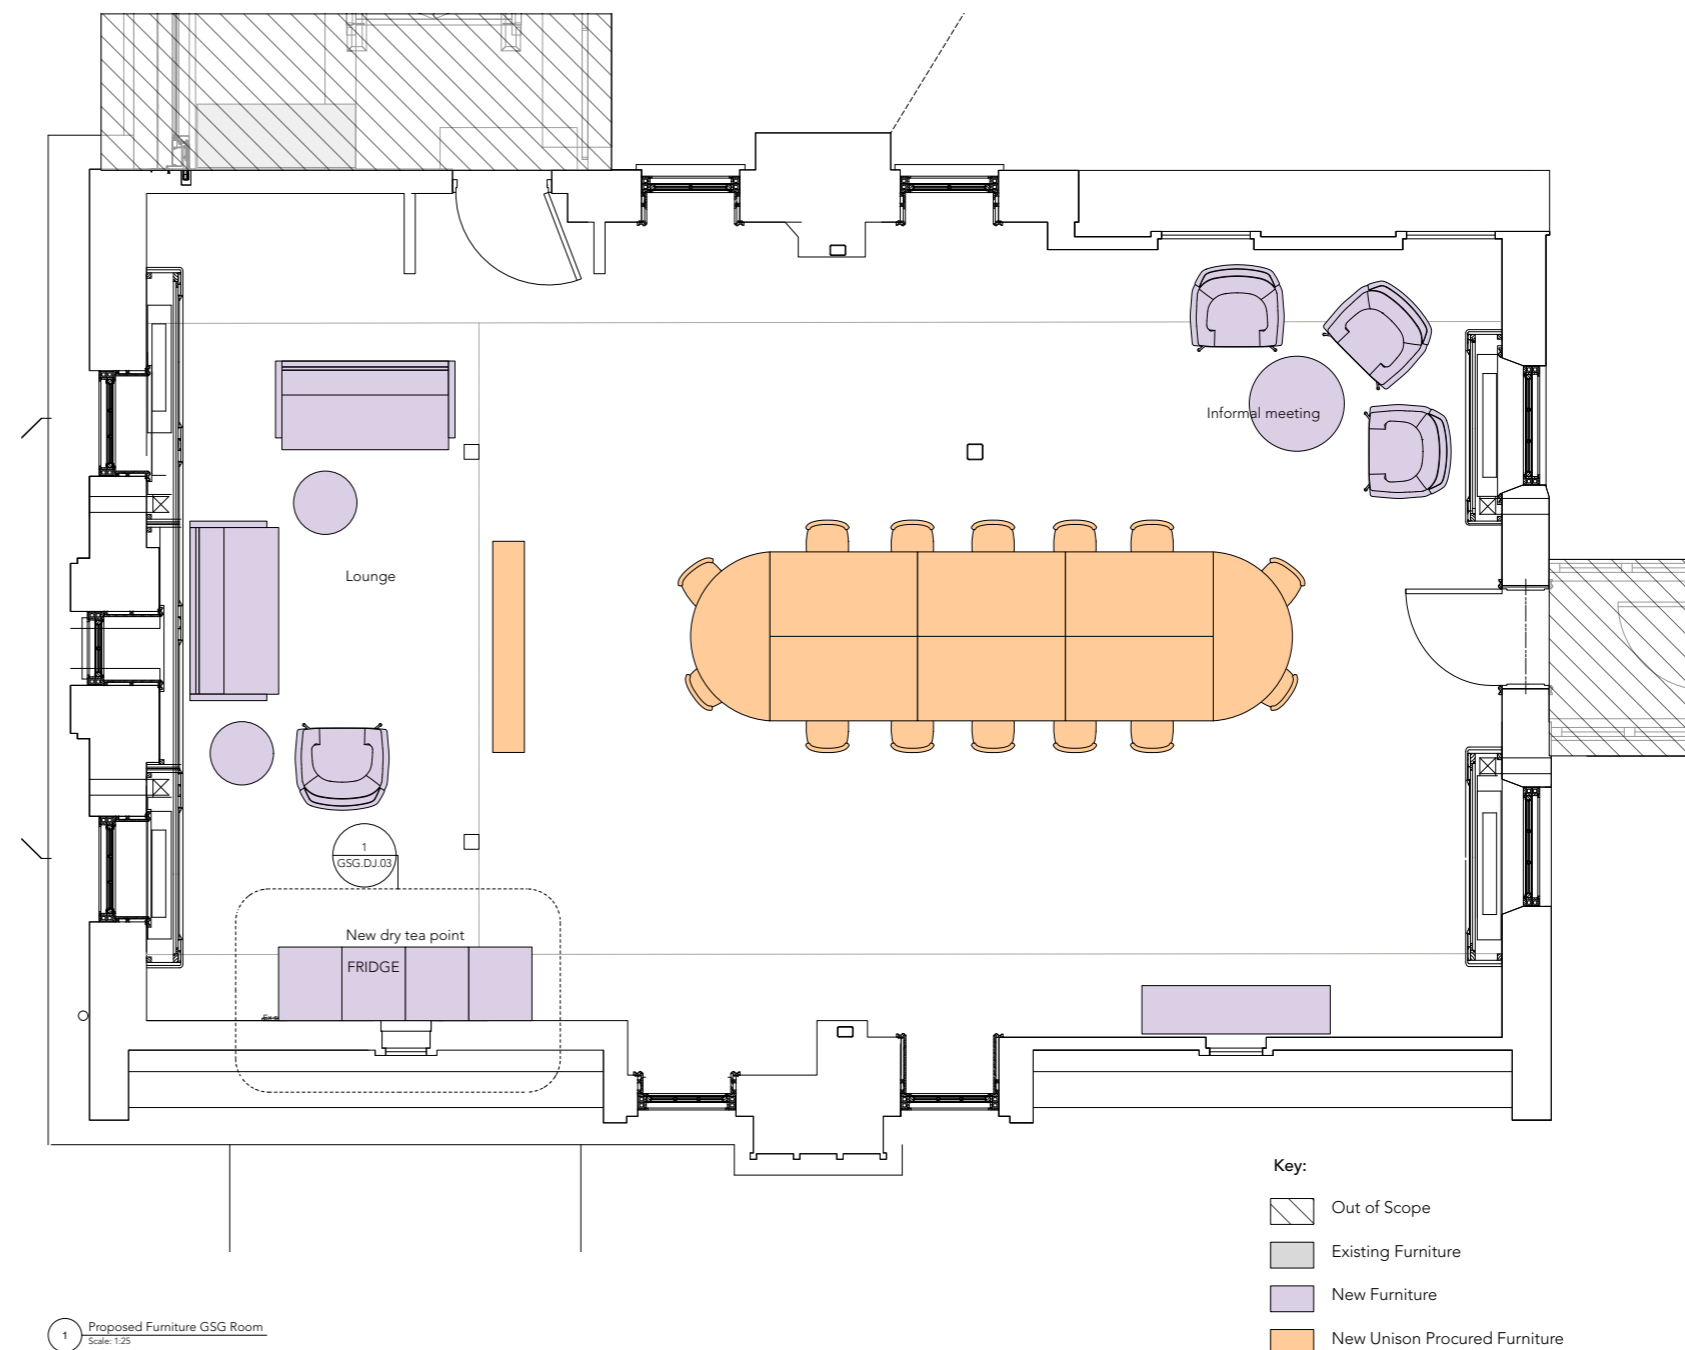 Informal meeting
Lounge
1
GSG.DJ.03
New dry tea point
FRIDGE
Key:
Out of Scope
Existing Furniture
New Furniture
New Unison Procured Furniture
1
Proposed Furniture GSG Room
Scale: 1:25